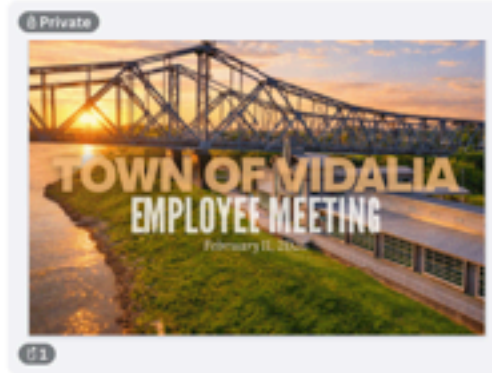 Private
TOWN OF VIDALIA
EMPLOYEE MEETING
February 11,
1